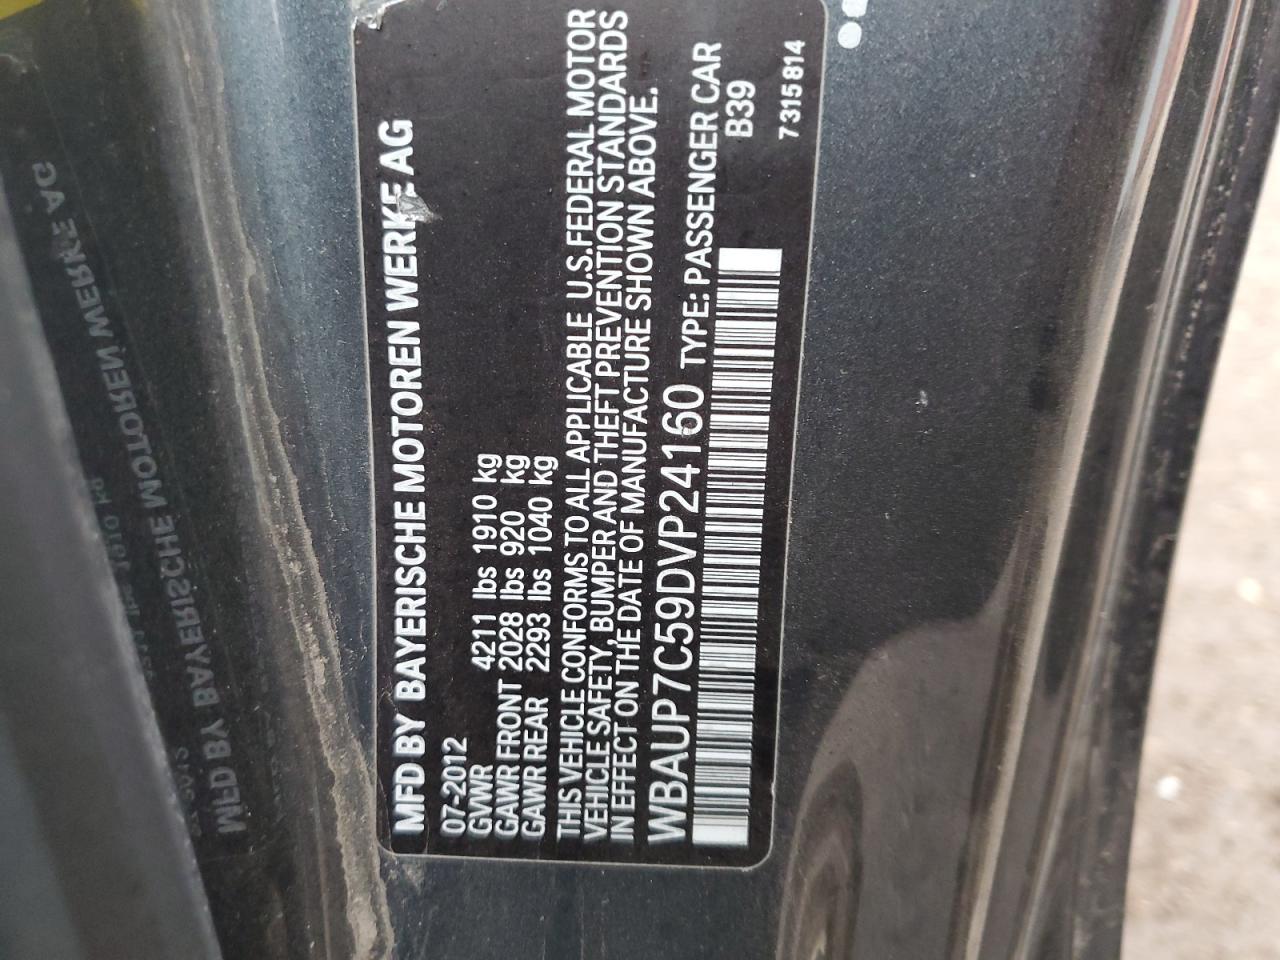 MFD BY BAYERISCHE MOTOREN WERKE AG
07-2012
GVWR 4211 lbs 1910 kg
GAWR FRONT 2028 lbs 920 kg
GAWR REAR 2293 lbs 1040 kg
THIS VEHICLE CONFORMS TO ALL APPLICABLE U.S. FEDERAL MOTOR
VEHICLE SAFETY, BUMPER AND THEFT PREVENTION STANDARDS
IN EFFECT ON THE DATE OF MANUFACTURE SHOWN ABOVE.
WBAUP7C59DVP24160 TYPE: PASSENGER CAR
B39
7315814